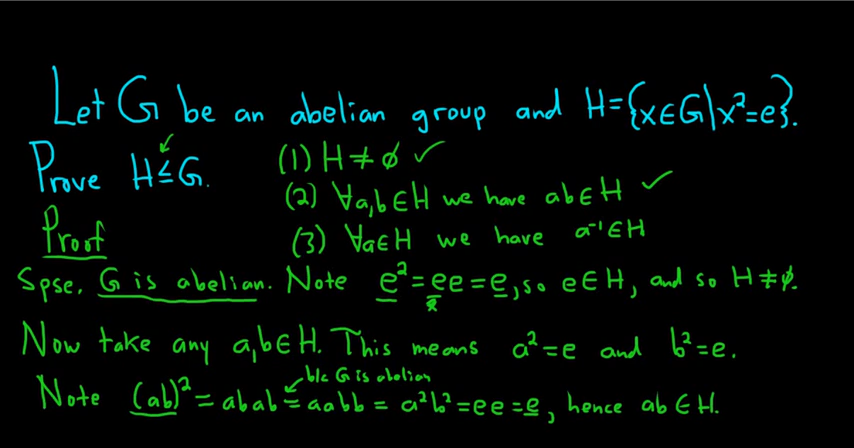 Let G be an abelian group and H={x∈G|x²=e}.
Prove H≤G.
(1) H≠∅ ✓
(2) ∀a,b∈H we have ab∈H ✓
(3) ∀a∈H we have a⁻¹∈H
Proof
Spse. G is abelian. Note e²=ee=e, so e∈H, and so H≠∅.
Now take any a,b∈H. This means a²=e and b²=e.
b/c G is abelian
Note (ab)²=abab=aabb=a²b²=ee=e, hence ab∈H.